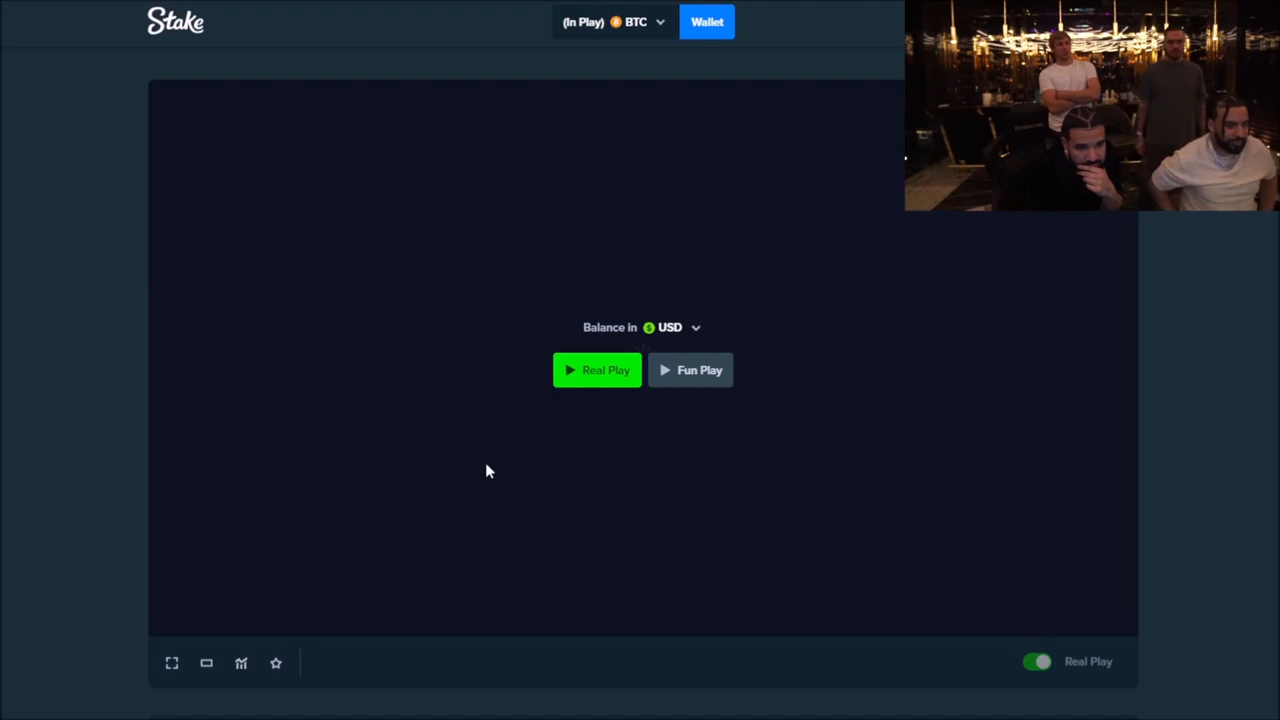 Stake
(In Play) BTC
Wallet
Balance in USD
Real Play
Fun Play
Real Play